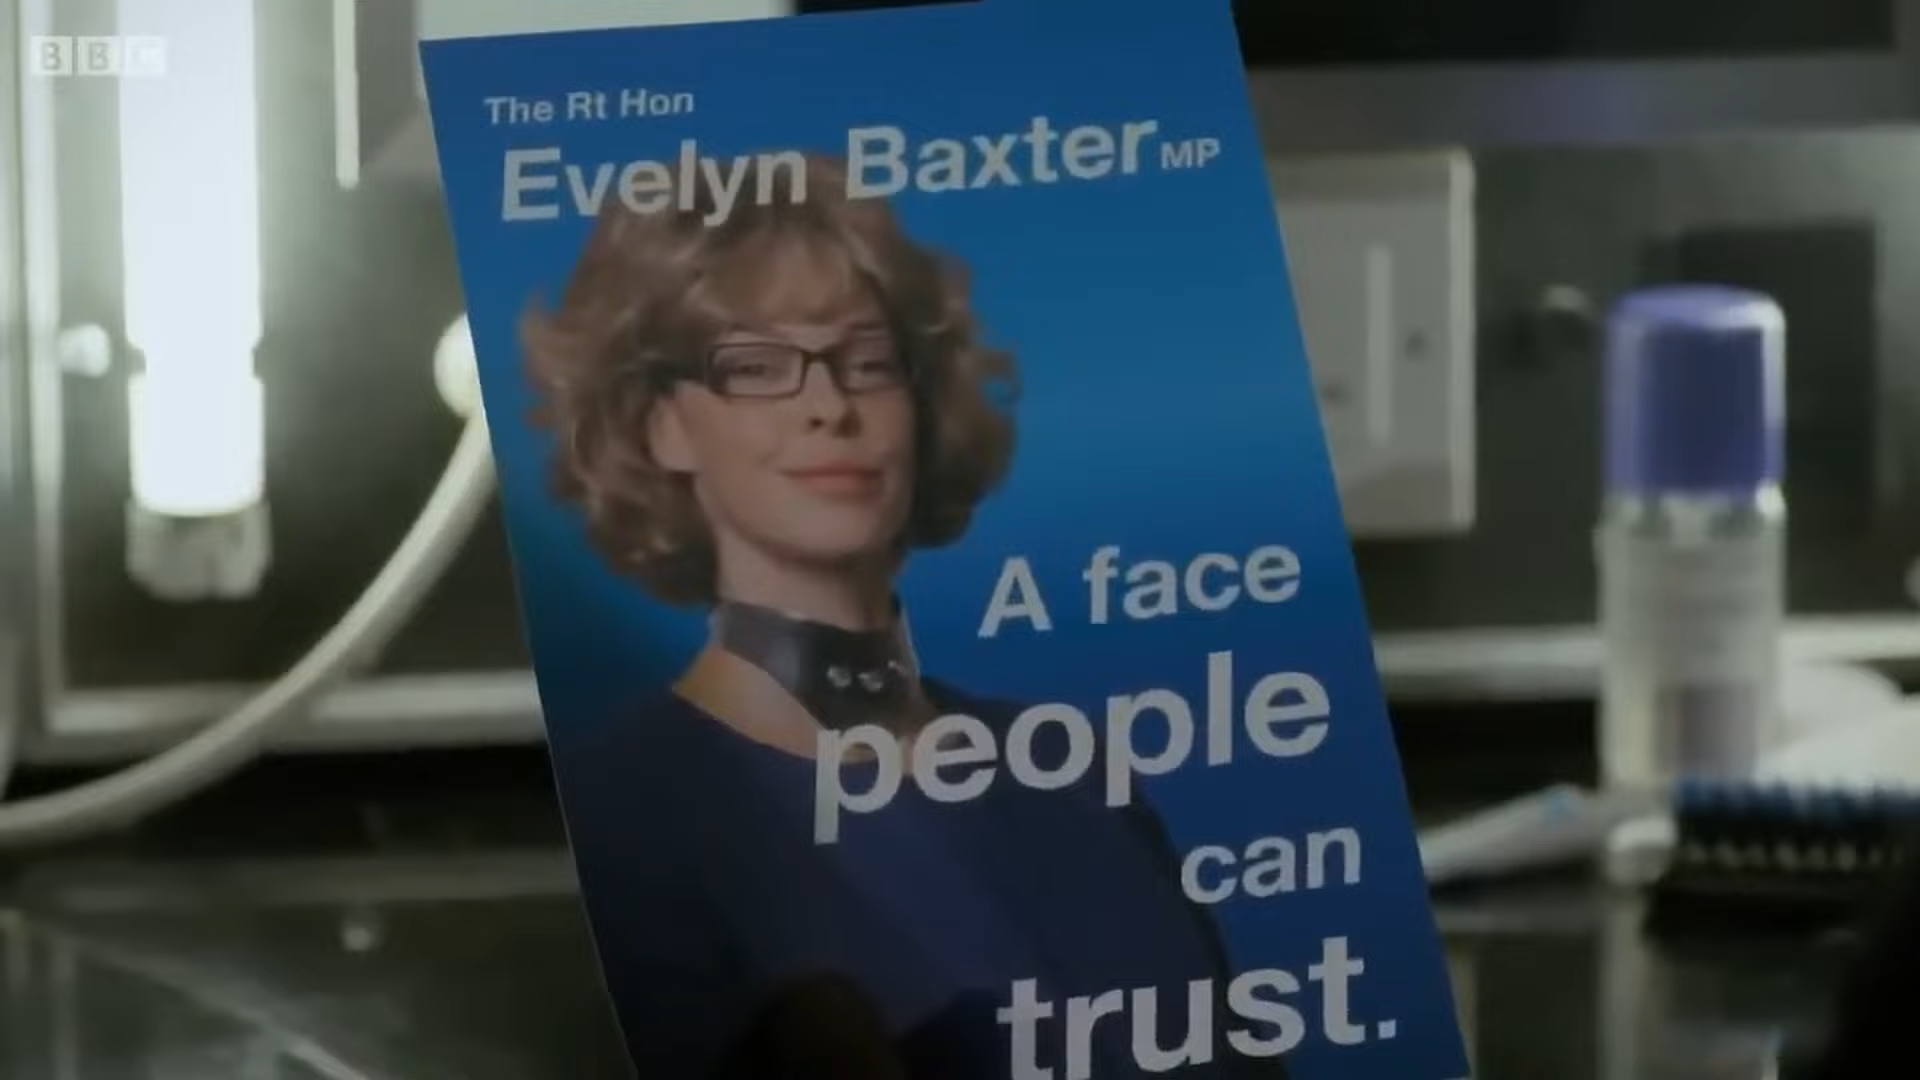 BBC
The Rt Hon
Evelyn Baxter MP
A face
people
can
trust.